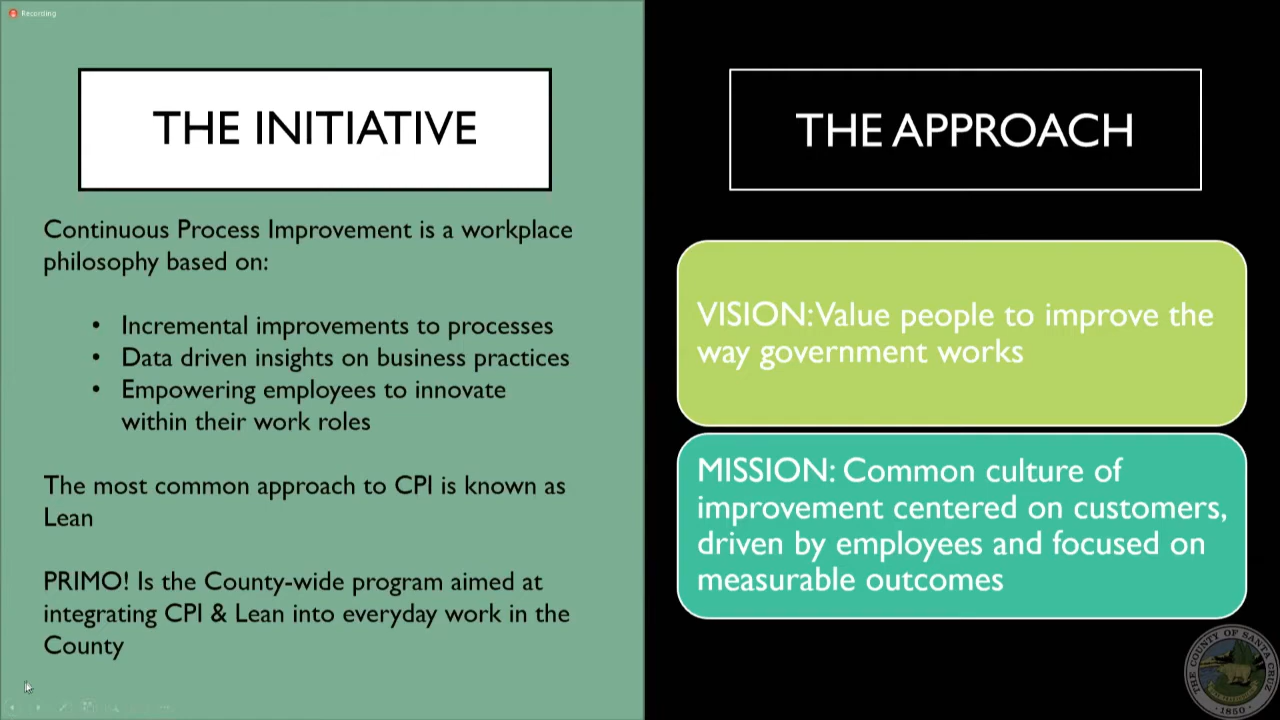 Recording
THE INITIATIVE
Continuous Process Improvement is a workplace
philosophy based on:
• Incremental improvements to processes
• Data driven insights on business practices
• Empowering employees to innovate
within their work roles
The most common approach to CPI is known as
Lean
PRIMO! Is the County-wide program aimed at
integrating CPI & Lean into everyday work in the
County
THE APPROACH
VISION: Value people to improve the
way government works
MISSION: Common culture of
improvement centered on customers,
driven by employees and focused on
measurable outcomes
THE COUNTY OF SANTA CRUZ
· 1850 ·